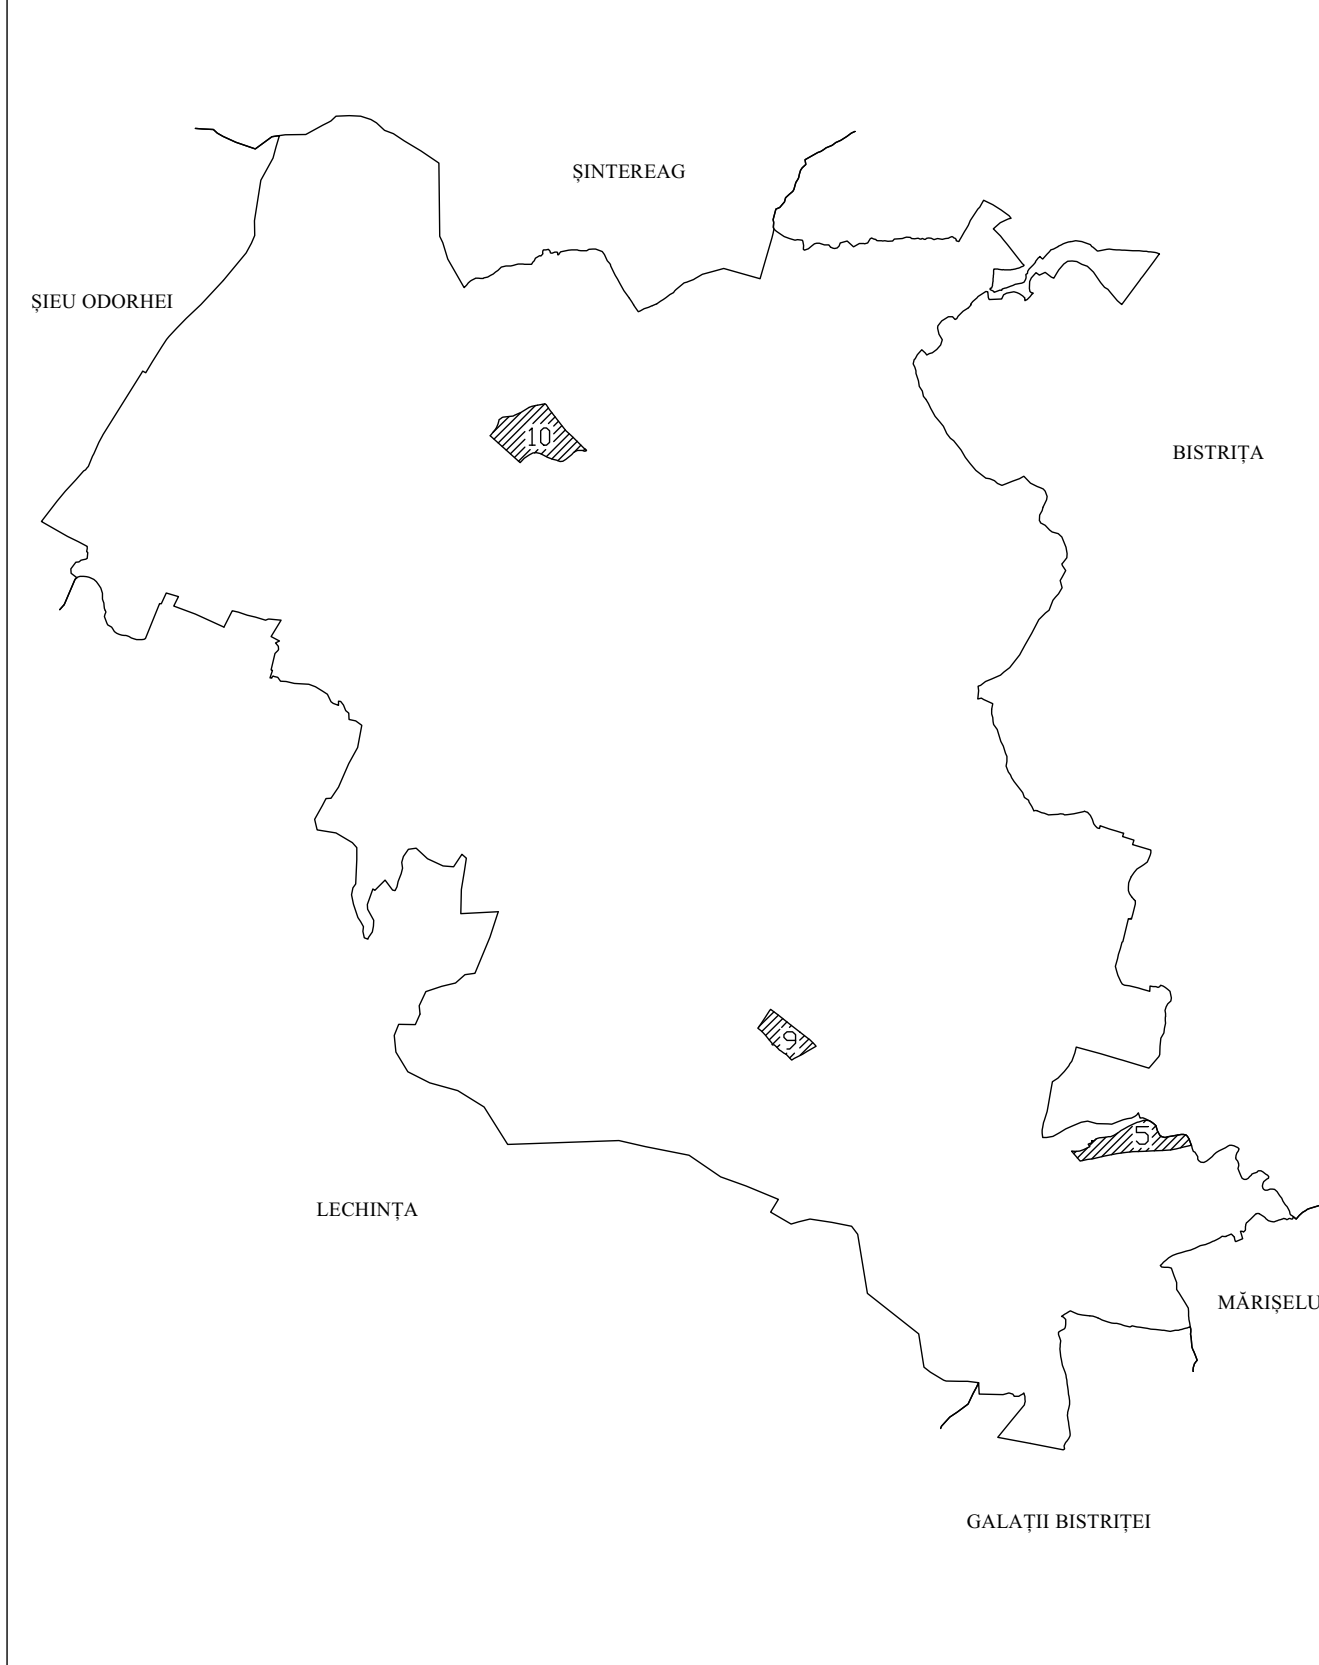 ȘINTEREAG
ȘIEU ODORHEI
10
BISTRIȚA
9
5
LECHINȚA
MĂRIȘELU
GALAȚII BISTRIȚEI